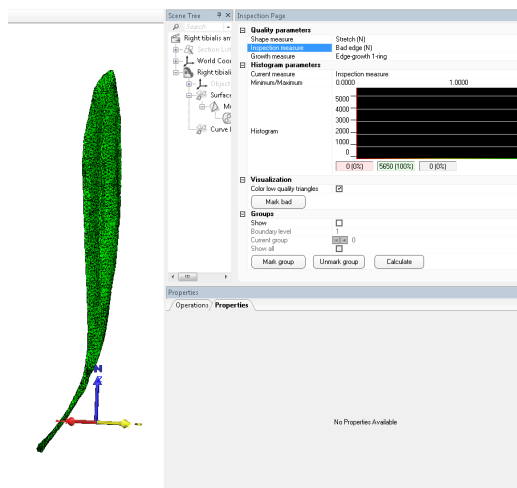 Scene Tree
Inspection Page
Search
Right tibialis an
Section List
World Coor
Right tibiali
Object
Surface
Me
Curve
Quality parameters
Shape measure Stretch (N)
Inspection measure Bad edge (N)
Growth measure Edge-growth 1-ring
Histogram parameters
Current measure Inspection measure
Minimum/Maximum 0.0000 1.0000
Histogram
5000
4000
3000
2000
1000
0
0 (0%) 5650 (100%) 0 (0%)
Visualization
Color low quality triangles
Mark bad
Groups
Show
Boundary level 1
Current group 0
Show all
Mark group Unmark group Calculate
Properties
Operations Properties
No Properties Available